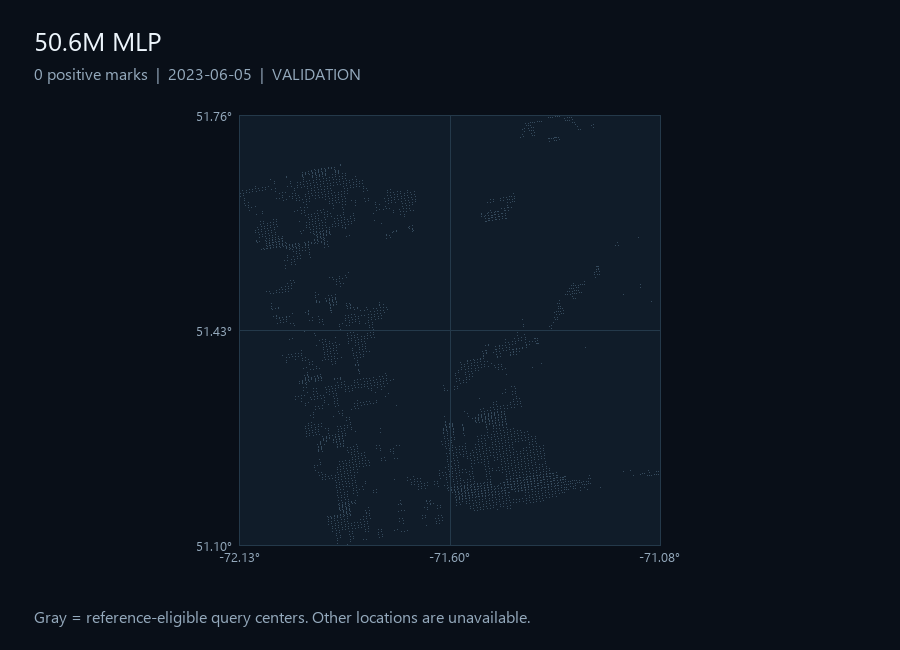 50.6M MLP
0 positive marks | 2023-06-05 | VALIDATION
51.76°
51.43°
51.10°
-72.13°
-71.60°
-71.08°
Gray = reference-eligible query centers. Other locations are unavailable.